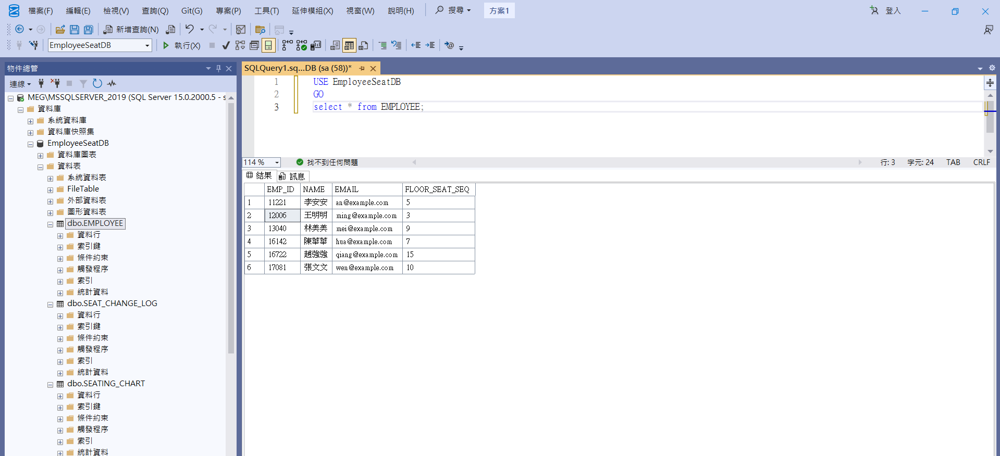 檔案(F) 編輯(E) 檢視(V) 查詢(Q) Git(G) 專案(P) 工具(T) 延伸模組(X) 視窗(W) 說明(H) 搜尋 方案1 登入
新增查詢(N)
EmployeeSeatDB 執行(X)
物件總管
連線
MEG\MSSQLSERVER_2019 (SQL Server 15.0.2000.5 - s
資料庫
系統資料庫
資料庫快照集
EmployeeSeatDB
資料庫圖表
資料表
系統資料表
FileTable
外部資料表
圖形資料表
dbo.EMPLOYEE
資料行
索引鍵
條件約束
觸發程序
索引
統計資料
dbo.SEAT_CHANGE_LOG
資料行
索引鍵
條件約束
觸發程序
索引
統計資料
dbo.SEATING_CHART
資料行
索引鍵
條件約束
觸發程序
索引
統計資料
SQLQuery1.sq...DB (sa (58))*
1 USE EmployeeSeatDB
2 GO
3 select * from EMPLOYEE;
114 % 找不到任何問題 行: 3 字元: 24 TAB CRLF
結果 訊息
EMP_ID NAME EMAIL FLOOR_SEAT_SEQ
1 11221 李安安 an@example.com 5
2 12006 王明明 ming@example.com 3
3 13040 林美美 mei@example.com 9
4 16142 陳華華 hua@example.com 7
5 16722 趙強強 qiang@example.com 15
6 17081 張文文 wen@example.com 10